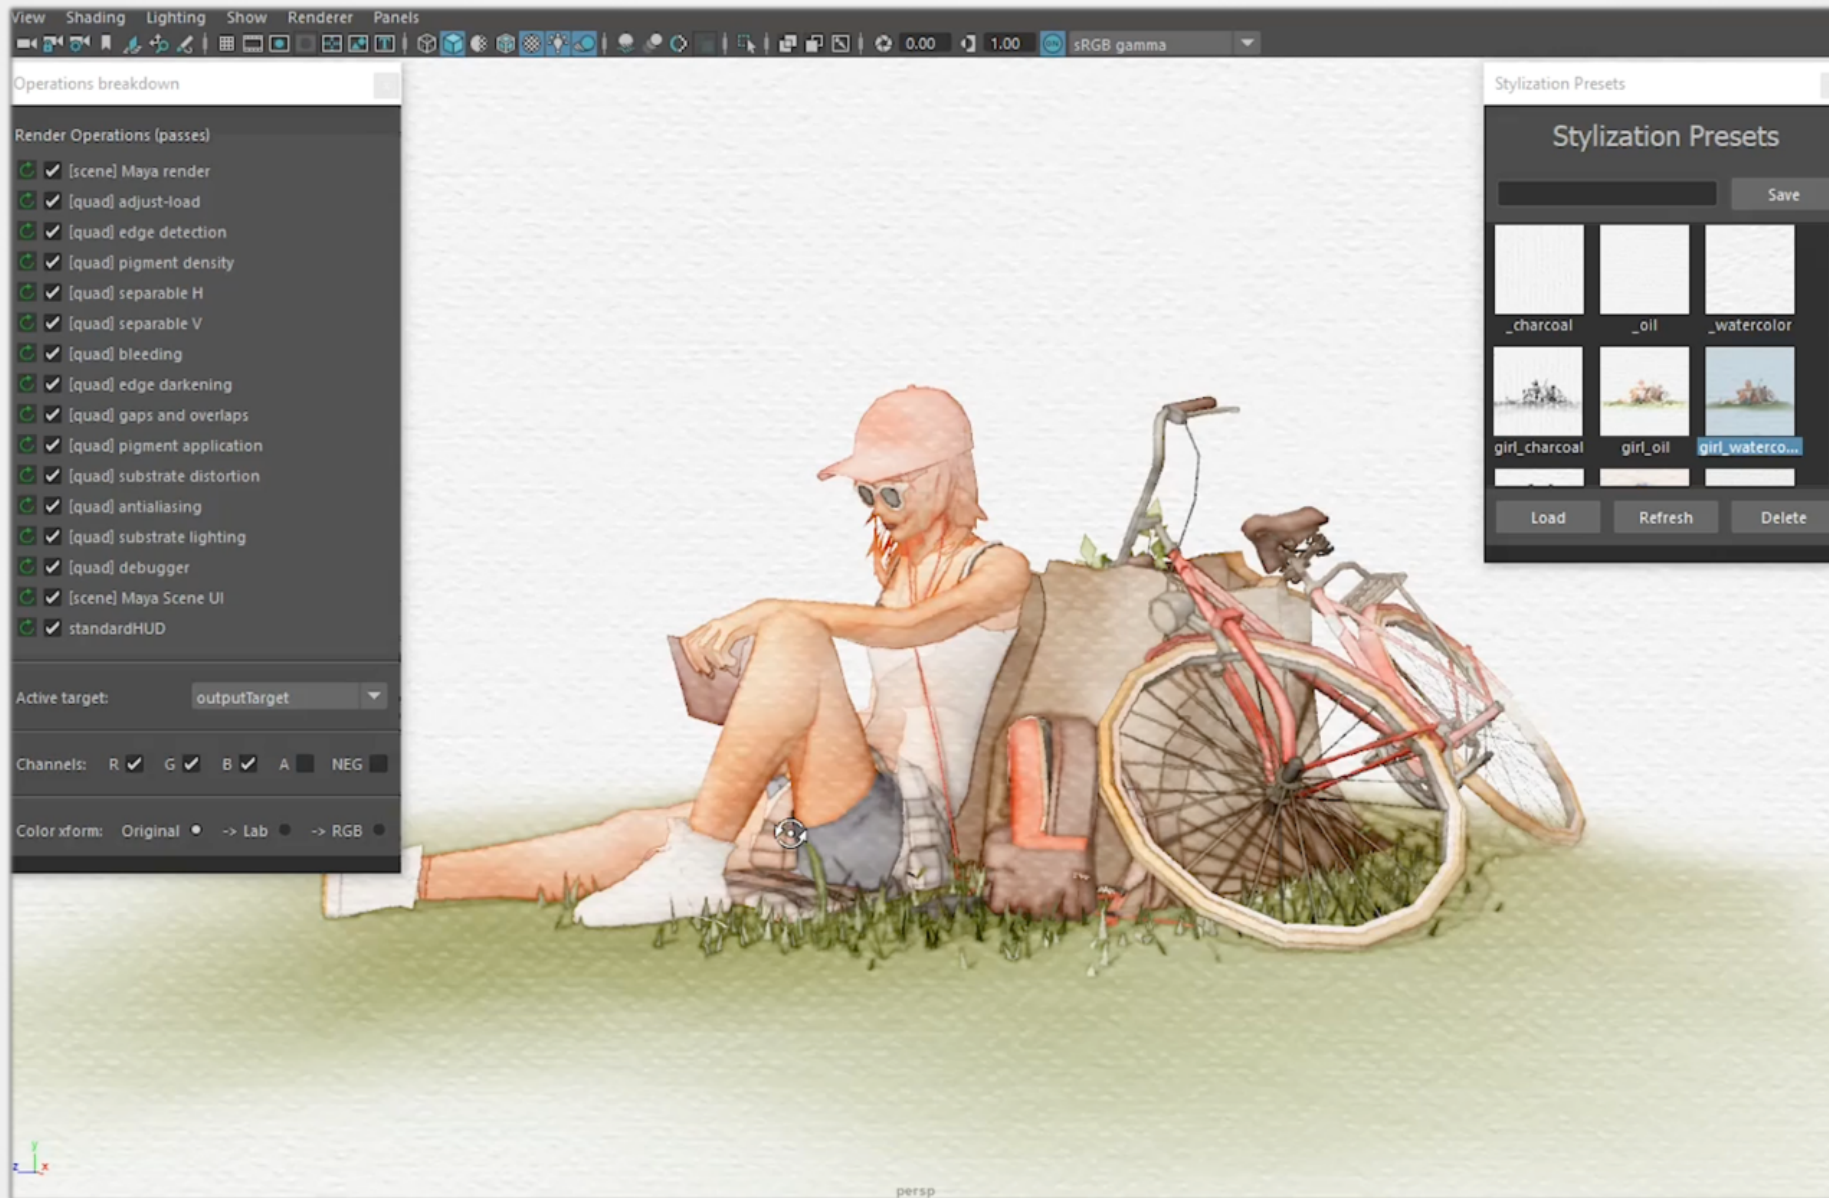 View Shading Lighting Show Renderer Panels
0.00 1.00 ON sRGB gamma
Operations breakdown
Render Operations (passes)
[scene] Maya render
[quad] adjust-load
[quad] edge detection
[quad] pigment density
[quad] separable H
[quad] separable V
[quad] bleeding
[quad] edge darkening
[quad] gaps and overlaps
[quad] pigment application
[quad] substrate distortion
[quad] antialiasing
[quad] substrate lighting
[quad] debugger
[scene] Maya Scene UI
standardHUD
Active target: outputTarget
Channels: R G B A NEG
Color xform: Original -> Lab -> RGB
Stylization Presets
Stylization Presets
Save
_charcoal _oil _watercolor
girl_charcoal girl_oil girl_waterco...
Load Refresh Delete
y
z x
persp